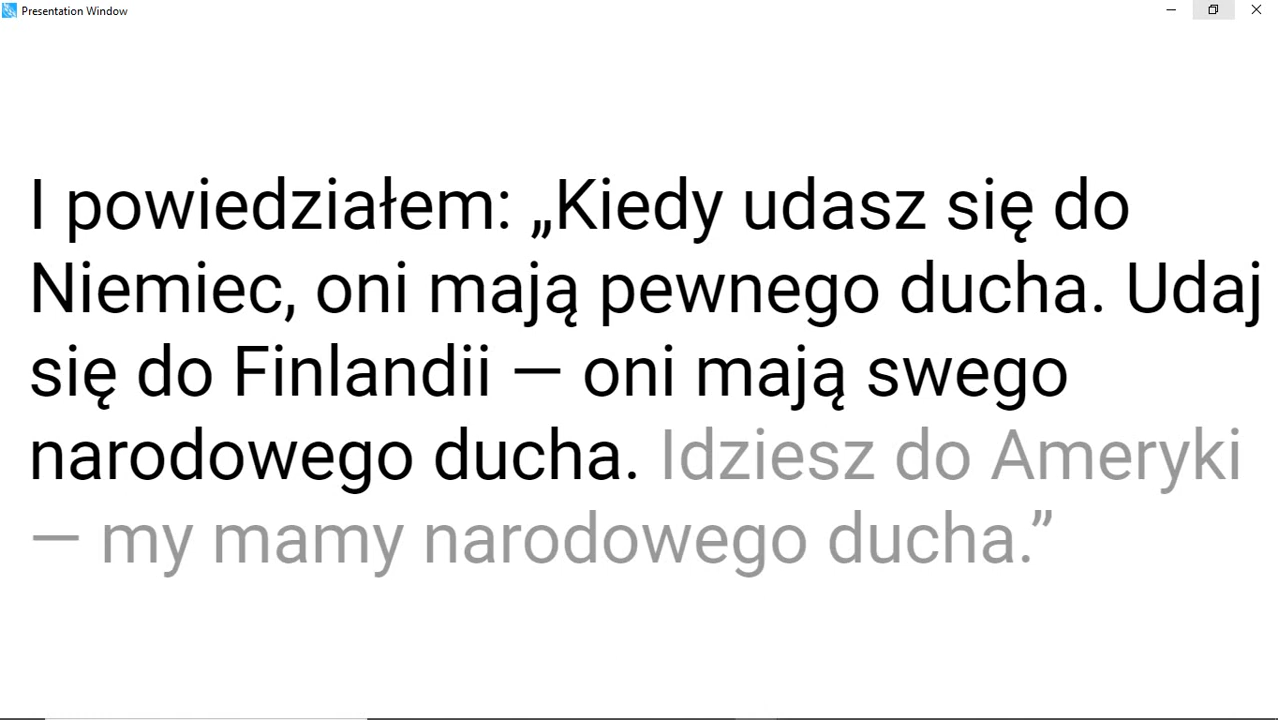 Presentation Window
I powiedziałem: „Kiedy udasz się do
Niemiec, oni mają pewnego ducha. Udaj
się do Finlandii — oni mają swego
narodowego ducha. Idziesz do Ameryki
— my mamy narodowego ducha.”